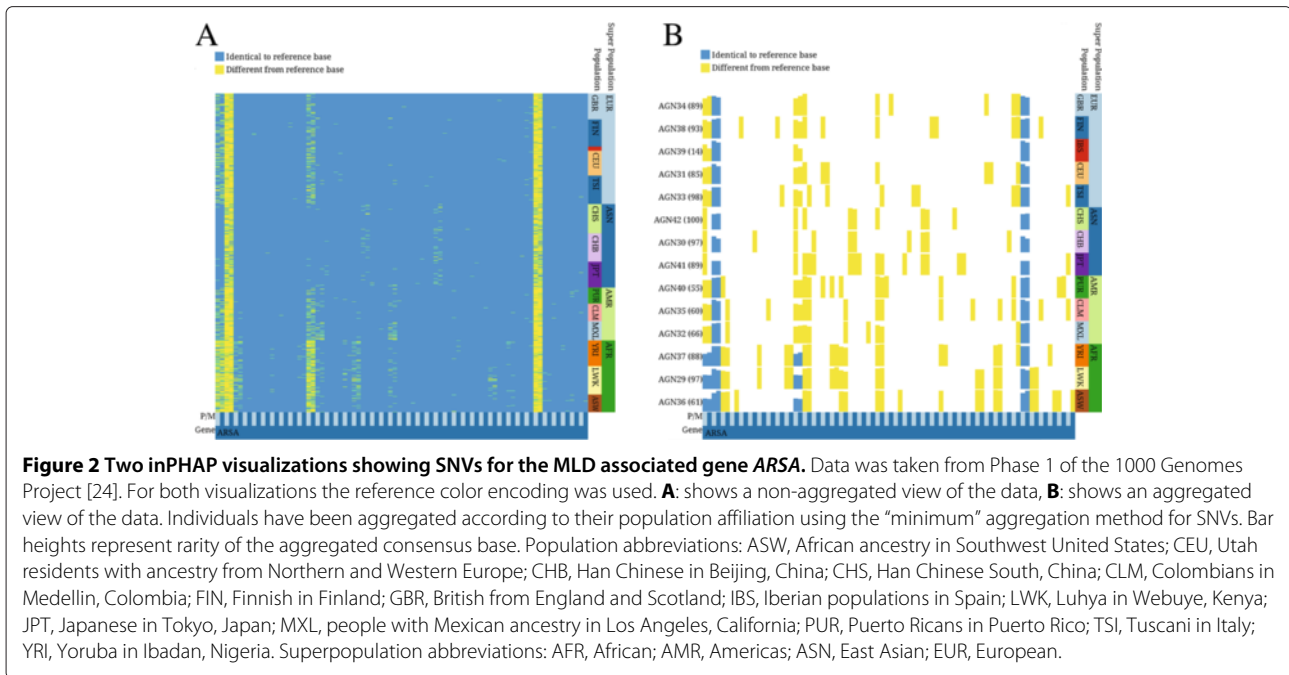 A
Identical to reference base
Different from reference base
Super Population
Population
GBR
FIN
CEU
TSI
CHS
CHB
JPT
PUR
CLM
MXL
YRI
LWK
ASW
EUR
ASN
AMR
AFR
P/M
Gene
ARSA
B
Identical to reference base
Different from reference base
Super Population
Population
AGN34 (89)
AGN38 (93)
AGN39 (14)
AGN31 (85)
AGN33 (98)
AGN42 (100)
AGN30 (97)
AGN41 (89)
AGN40 (55)
AGN35 (60)
AGN32 (66)
AGN37 (88)
AGN29 (97)
AGN36 (61)
GBR
FIN
IBS
CEU
TSI
CHS
CHB
JPT
PUR
CLM
MXL
YRI
LWK
ASW
EUR
ASN
AMR
AFR
P/M
Gene
ARSA
Figure 2 Two inPHAP visualizations showing SNVs for the MLD associated gene ARSA. Data was taken from Phase 1 of the 1000 Genomes
Project [24]. For both visualizations the reference color encoding was used. A: shows a non-aggregated view of the data, B: shows an aggregated
view of the data. Individuals have been aggregated according to their population affiliation using the “minimum” aggregation method for SNVs. Bar
heights represent rarity of the aggregated consensus base. Population abbreviations: ASW, African ancestry in Southwest United States; CEU, Utah
residents with ancestry from Northern and Western Europe; CHB, Han Chinese in Beijing, China; CHS, Han Chinese South, China; CLM, Colombians in
Medellin, Colombia; FIN, Finnish in Finland; GBR, British from England and Scotland; IBS, Iberian populations in Spain; LWK, Luhya in Webuye, Kenya;
JPT, Japanese in Tokyo, Japan; MXL, people with Mexican ancestry in Los Angeles, California; PUR, Puerto Ricans in Puerto Rico; TSI, Tuscani in Italy;
YRI, Yoruba in Ibadan, Nigeria. Superpopulation abbreviations: AFR, African; AMR, Americas; ASN, East Asian; EUR, European.